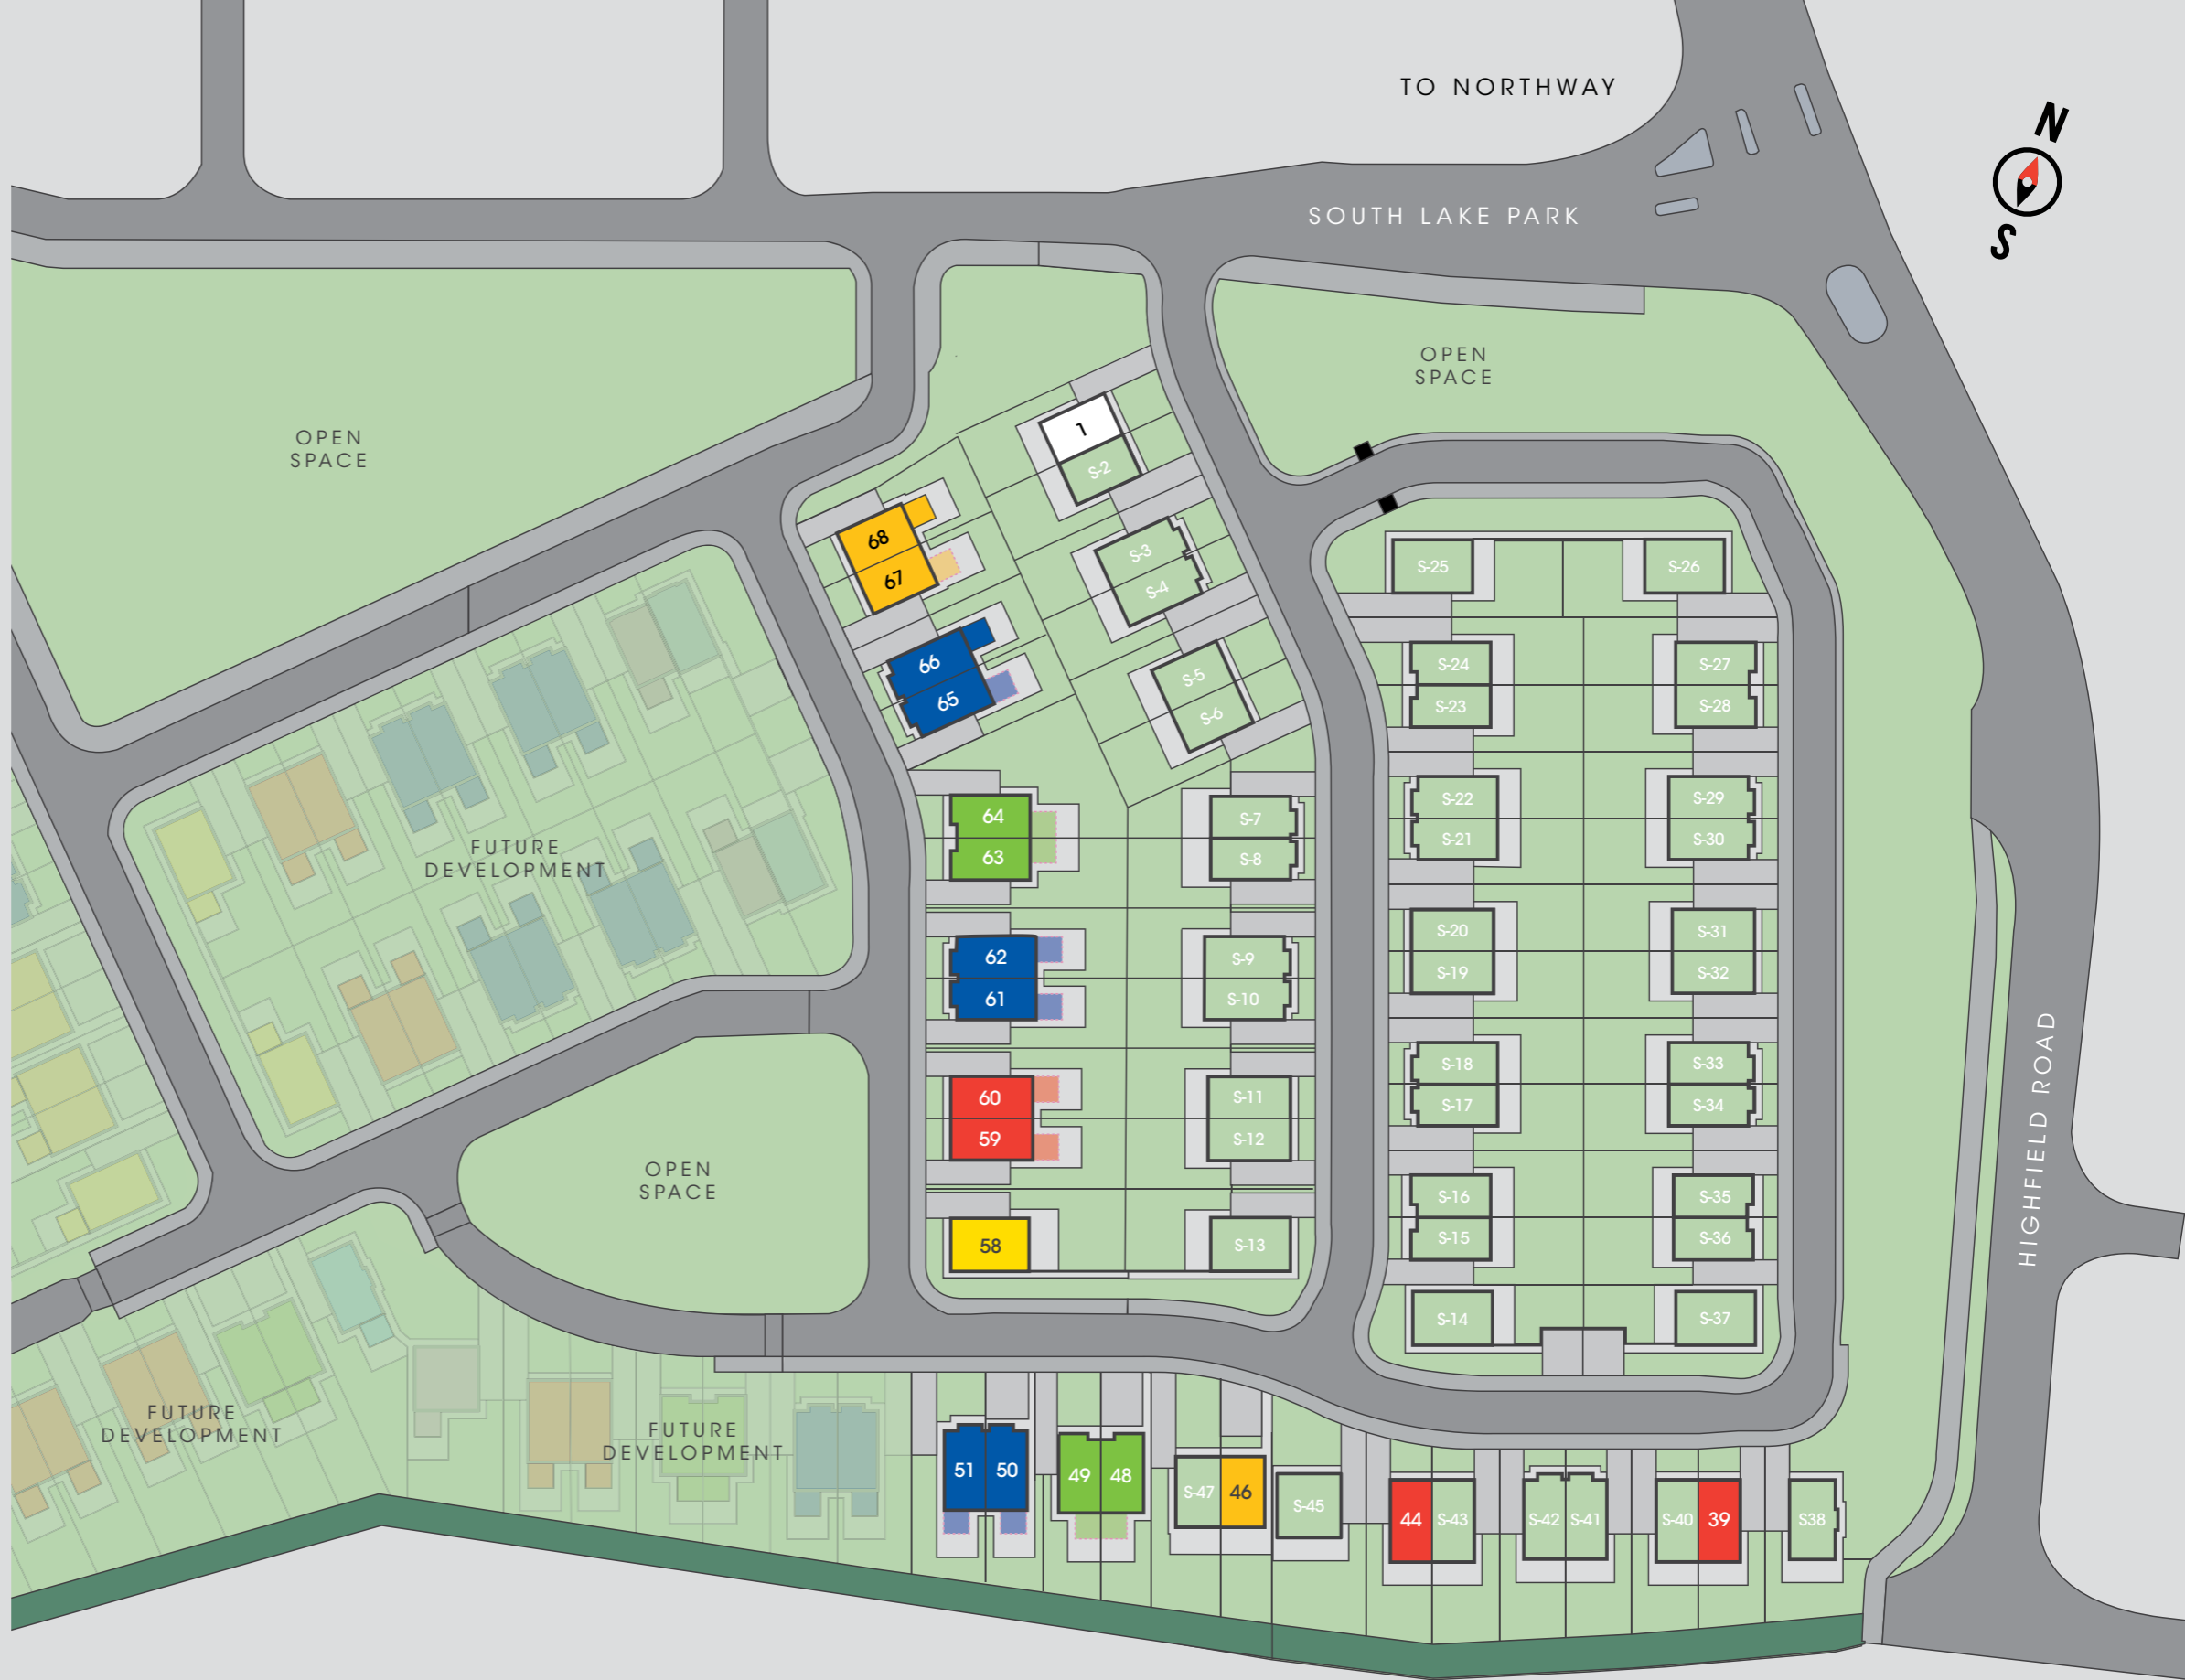 TO NORTHWAY
N
S
SOUTH LAKE PARK
OPEN
SPACE
OPEN
SPACE
1
S-2
68
67
S-3
S-4
66
65
S-5
S-6
S-25
S-26
S-24
S-27
S-23
S-28
64
63
S-7
S-8
S-22
S-29
S-21
S-30
FUTURE
DEVELOPMENT
62
61
S-9
S-10
S-20
S-31
S-19
S-32
60
59
S-11
S-12
S-18
S-33
S-17
S-34
HIGHFIELD ROAD
OPEN
SPACE
58
S-13
S-16
S-35
S-15
S-36
S-14
S-37
FUTURE
DEVELOPMENT
FUTURE
DEVELOPMENT
51
50
49
48
S-47
46
S-45
44
S-43
S-42
S-41
S-40
39
S38